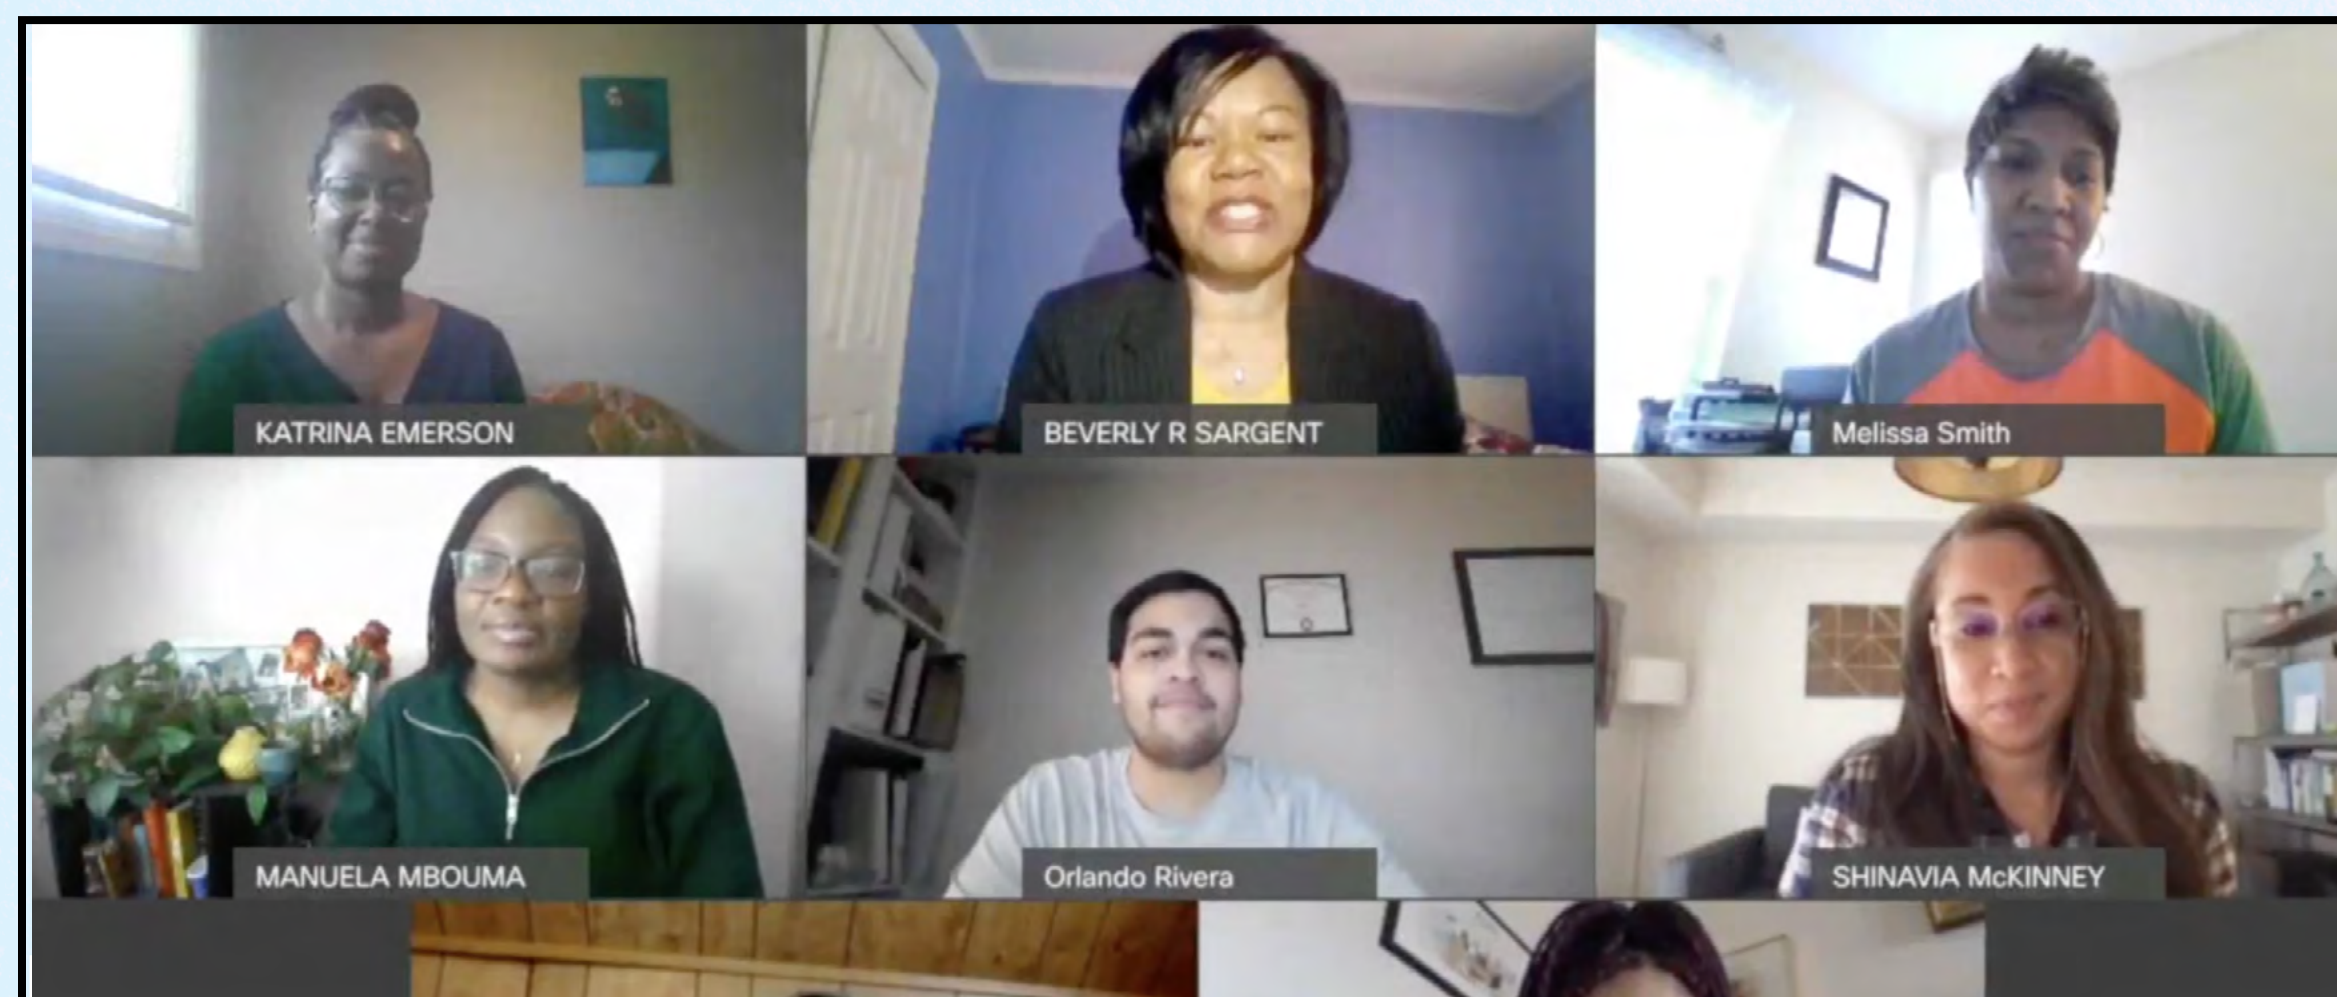 KATRINA EMERSON
BEVERLY R SARGENT
Melissa Smith
MANUELA MBOUMA
Orlando Rivera
SHINAVIA McKINNEY